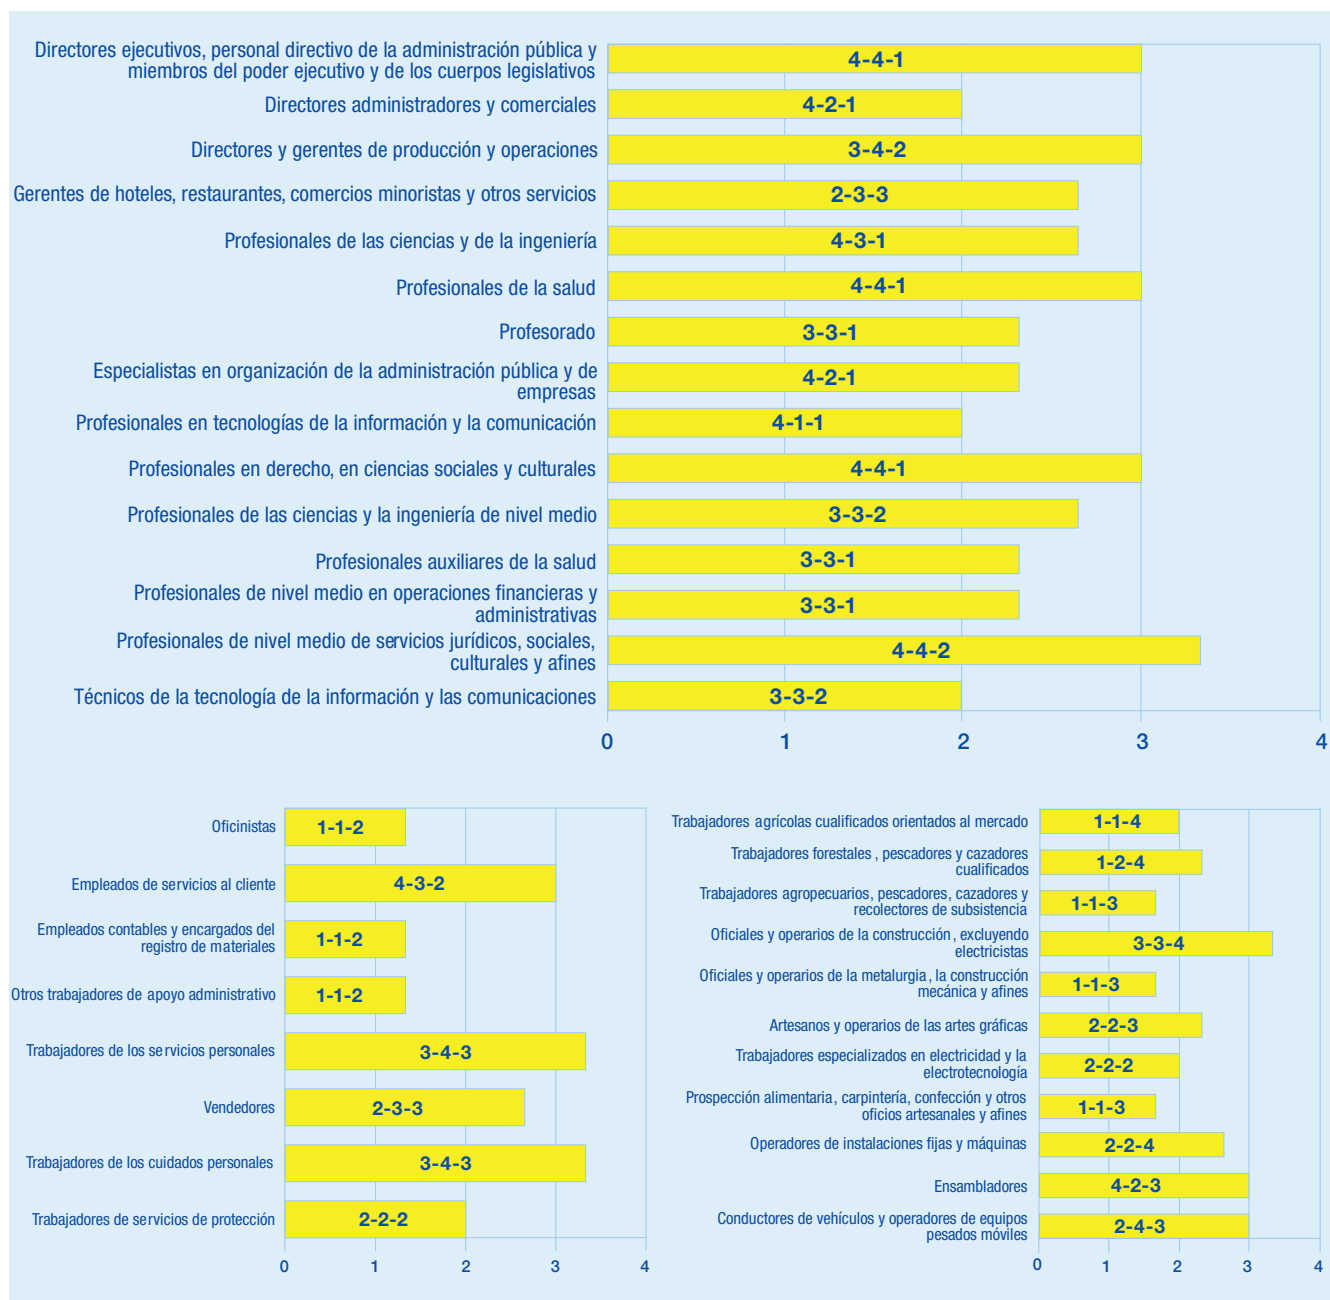 Directores ejecutivos, personal directivo de la administración pública y
miembros del poder ejecutivo y de los cuerpos legislativos
4-4-1
Directores administradores y comerciales
4-2-1
Directores y gerentes de producción y operaciones
3-4-2
Gerentes de hoteles, restaurantes, comercios minoristas y otros servicios
2-3-3
Profesionales de las ciencias y de la ingeniería
4-3-1
Profesionales de la salud
4-4-1
Profesorado
3-3-1
Especialistas en organización de la administración pública y de
empresas
4-2-1
Profesionales en tecnologías de la información y la comunicación
4-1-1
Profesionales en derecho, en ciencias sociales y culturales
4-4-1
Profesionales de las ciencias y la ingeniería de nivel medio
3-3-2
Profesionales auxiliares de la salud
3-3-1
Profesionales de nivel medio en operaciones financieras y
administrativas
3-3-1
Profesionales de nivel medio de servicios jurídicos, sociales,
culturales y afines
4-4-2
Técnicos de la tecnología de la información y las comunicaciones
3-3-2
0 1 2 3 4
Oficinistas
1-1-2
Empleados de servicios al cliente
4-3-2
Empleados contables y encargados del
registro de materiales
1-1-2
Otros trabajadores de apoyo administrativo
1-1-2
Trabajadores de los servicios personales
3-4-3
Vendedores
2-3-3
Trabajadores de los cuidados personales
3-4-3
Trabajadores de servicios de protección
2-2-2
0 1 2 3 4
Trabajadores agrícolas cualificados orientados al mercado
1-1-4
Trabajadores forestales, pescadores y cazadores
cualificados
1-2-4
Trabajadores agropecuarios, pescadores, cazadores y
recolectores de subsistencia
1-1-3
Oficiales y operarios de la construcción, excluyendo
electricistas
3-3-4
Oficiales y operarios de la metalurgia, la construcción
mecánica y afines
1-1-3
Artesanos y operarios de las artes gráficas
2-2-3
Trabajadores especializados en electricidad y la
electrotecnología
2-2-2
Prospección alimentaria, carpintería, confección y otros
oficios artesanales y afines
1-1-3
Operadores de instalaciones fijas y máquinas
2-2-4
Ensambladores
4-2-3
Conductores de vehículos y operadores de equipos
pesados móviles
2-4-3
0 1 2 3 4